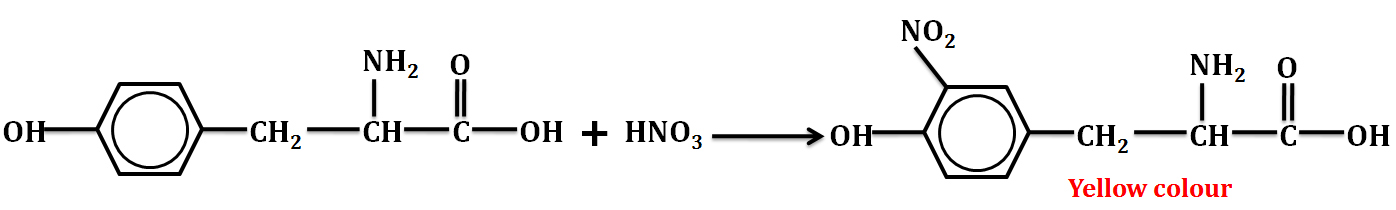 NH₂ O
OH CH₂ CH C OH + HNO₃
NO₂
NH₂ O
OH CH₂ CH C OH
Yellow colour